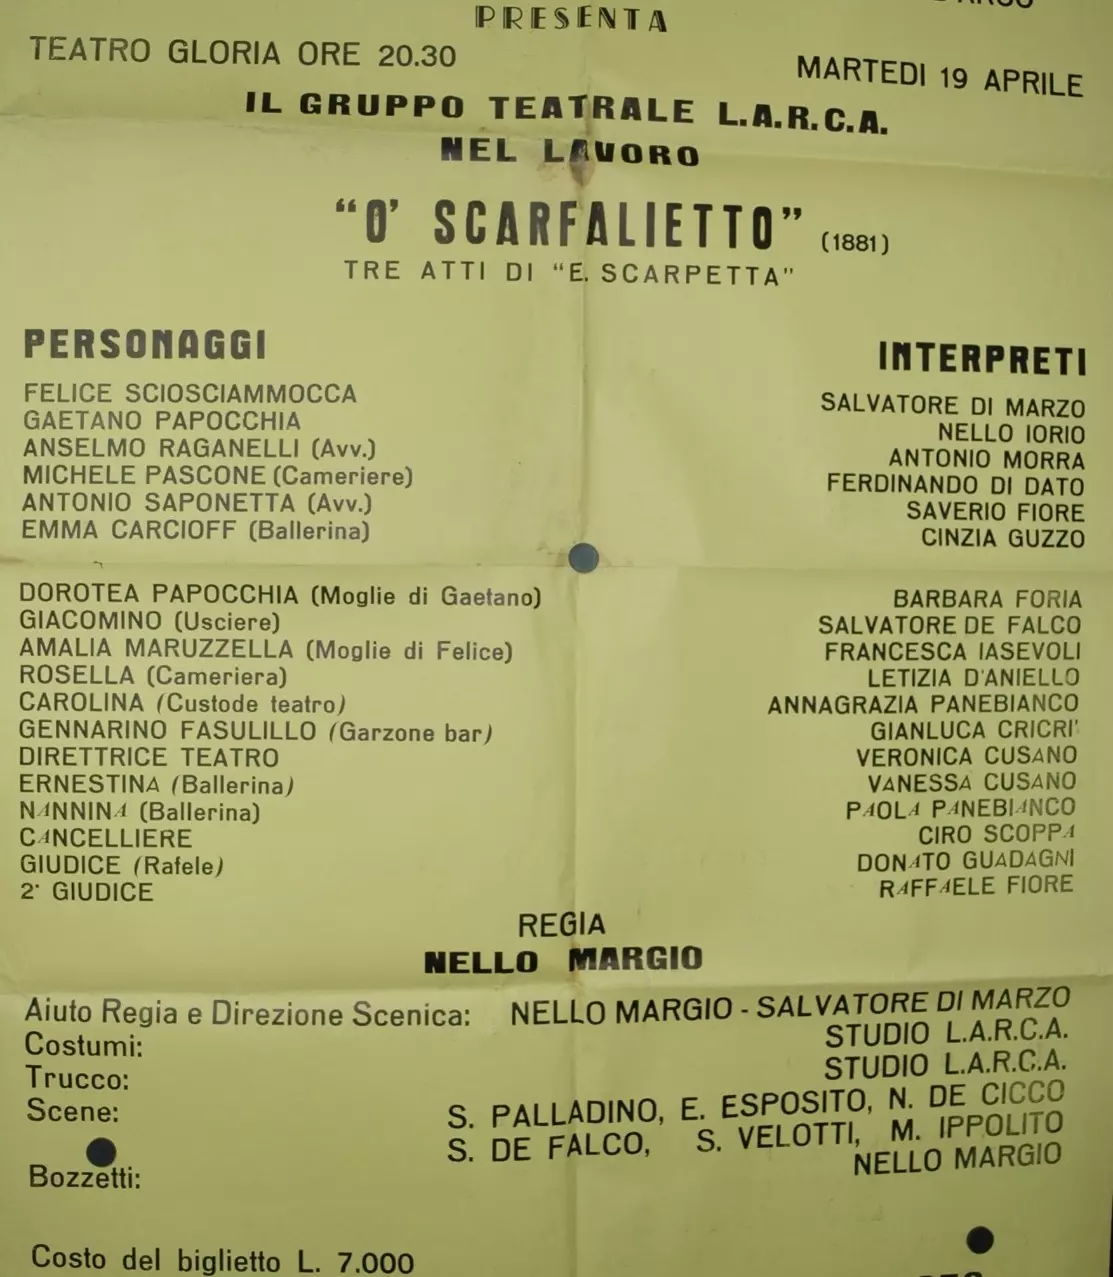 PRESENTA
TEATRO GLORIA ORE 20.30 MARTEDI 19 APRILE
IL GRUPPO TEATRALE L.A.R.C.A.
NEL LAVORO
"O' SCARFALIETTO" (1881)
TRE ATTI DI "E. SCARPETTA"
PERSONAGGI INTERPRETI
FELICE SCIOSCIAMMOCCA SALVATORE DI MARZO
GAETANO PAPOCCHIA NELLO IORIO
ANSELMO RAGANELLI (Avv.) ANTONIO MORRA
MICHELE PASCONE (Cameriere) FERDINANDO DI DATO
ANTONIO SAPONETTA (Avv.) SAVERIO FIORE
EMMA CARCIOFF (Ballerina) CINZIA GUZZO
DOROTEA PAPOCCHIA (Moglie di Gaetano) BARBARA FORIA
GIACOMINO (Usciere) SALVATORE DE FALCO
AMALIA MARUZZELLA (Moglie di Felice) FRANCESCA IASEVOLI
ROSELLA (Cameriera) LETIZIA D'ANIELLO
CAROLINA (Custode teatro) ANNAGRAZIA PANEBIANCO
GENNARINO FASULILLO (Garzone bar) GIANLUCA CRICRI'
DIRETTRICE TEATRO VERONICA CUSANO
ERNESTINA (Ballerina) VANESSA CUSANO
NANNINA (Ballerina) PAOLA PANEBIANCO
CANCELLIERE CIRO SCOPPA
GIUDICE (Rafele) DONATO GUADAGNI
2° GIUDICE RAFFAELE FIORE
REGIA
NELLO MARGIO
Aiuto Regia e Direzione Scenica: NELLO MARGIO - SALVATORE DI MARZO
Costumi: STUDIO L.A.R.C.A.
Trucco: STUDIO L.A.R.C.A.
Scene: S. PALLADINO, E. ESPOSITO, N. DE CICCO
S. DE FALCO, S. VELOTTI, M. IPPOLITO
Bozzetti: NELLO MARGIO
Costo del biglietto L. 7.000